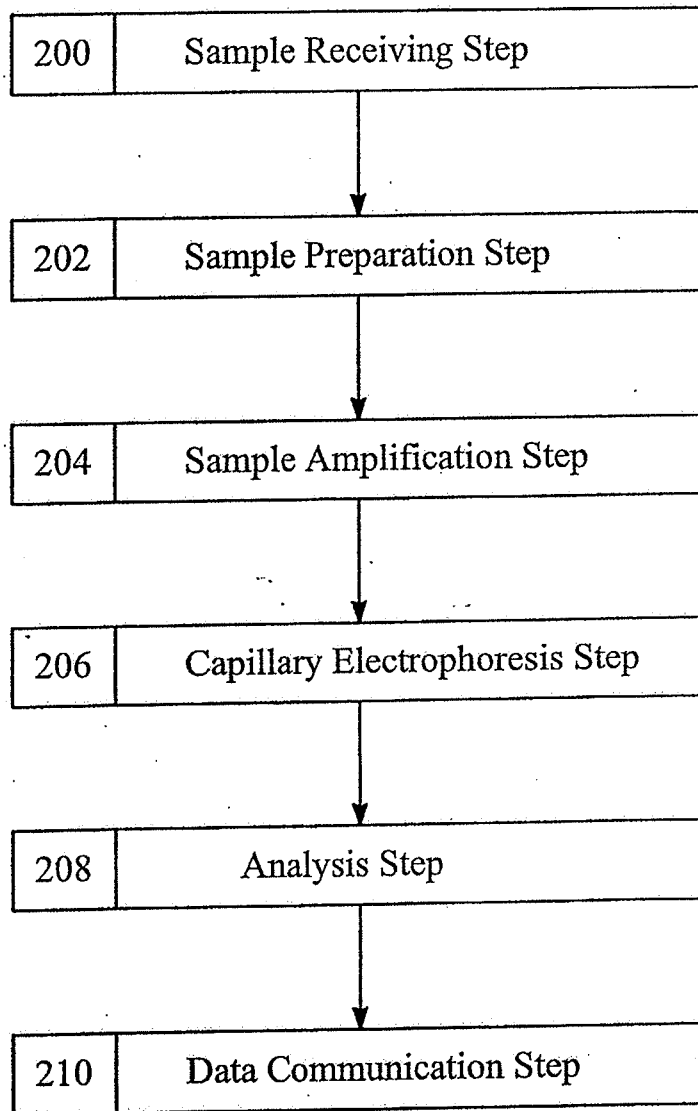 200 Sample Receiving Step
202 Sample Preparation Step
204 Sample Amplification Step
206 Capillary Electrophoresis Step
208 Analysis Step
210 Data Communication Step